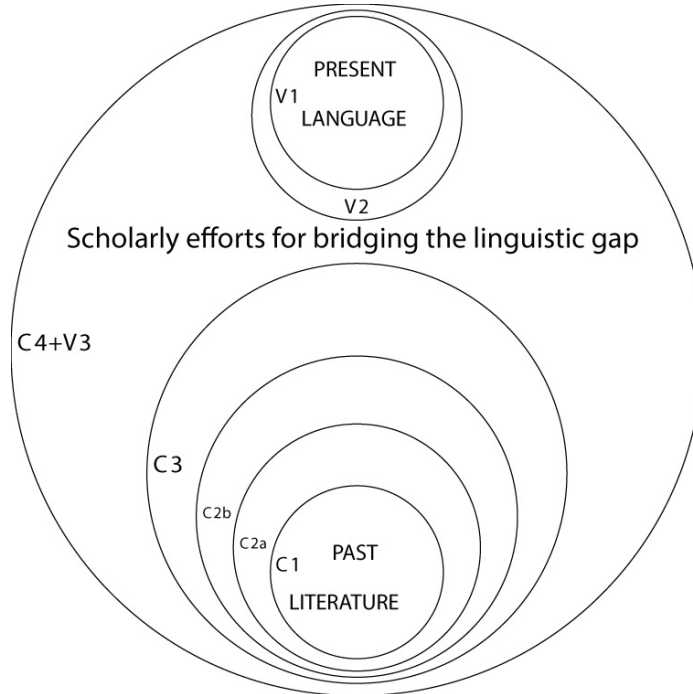 PRESENT
V1
LANGUAGE
V2
Scholarly efforts for bridging the linguistic gap
C4+V3
C3
C2b
C2a
PAST
C1
LITERATURE